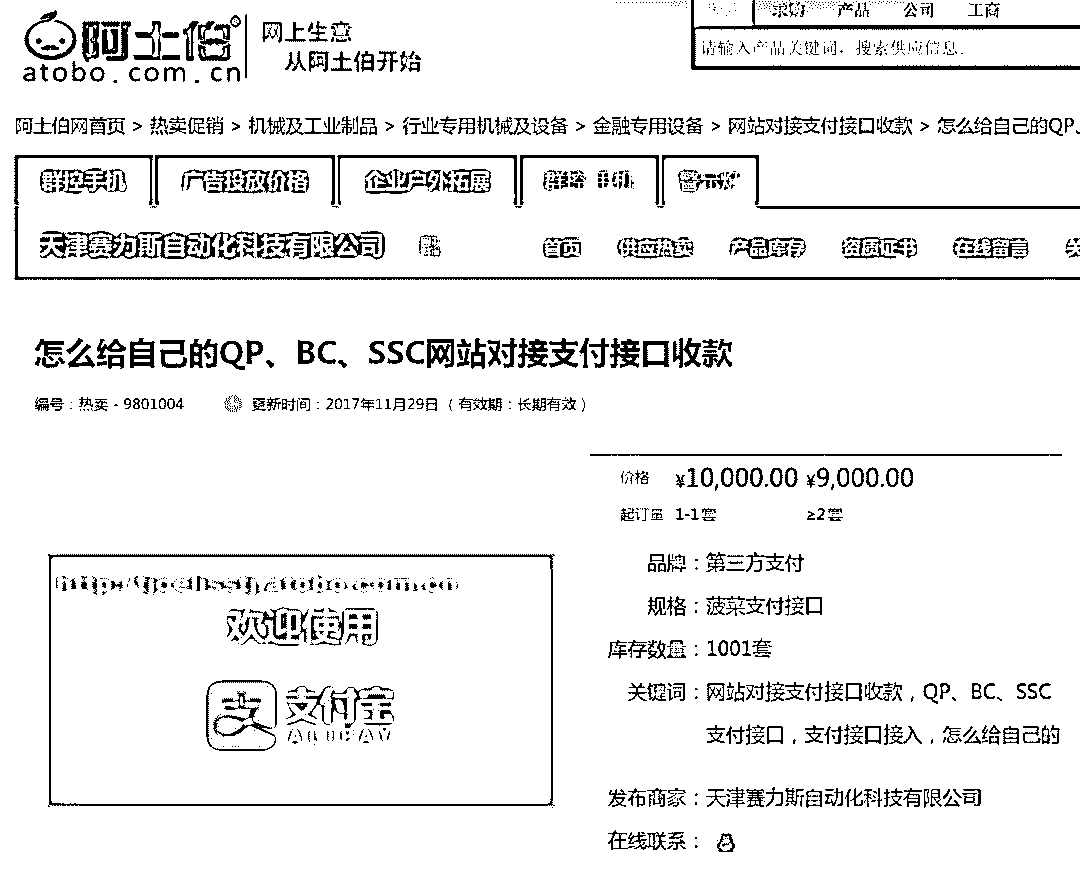 阿土伯
网上生意
atobo.com.cn
从阿土伯开始
采购 产品 公司 工商
请输入产品关键词，搜索供应信息.
阿土伯网首页 > 热卖促销 > 机械及工业制品 > 行业专用机械及设备 > 金融专用设备 > 网站对接支付接口收款 > 怎么给自己的QP、
群控手机 广告投放价格 企业户外拓展 群控 手机
天津赛力斯自动化科技有限公司 首页 供应热卖 产品库存 资质证书 在线留言
怎么给自己的QP、BC、SSC网站对接支付接口收款
编号：热卖 - 9801004 更新时间：2017年11月29日（有效期：长期有效）
价格 ¥10,000.00 ¥9,000.00
起订量 1-1套 ≥2套
品牌：第三方支付
规格：菠菜支付接口
库存数量：1001套
关键词：网站对接支付接口收款，QP、BC、SSC
支付接口，支付接口接入，怎么给自己的
发布商家：天津赛力斯自动化科技有限公司
在线联系：
欢迎使用
支 支付宝
ALIPAY